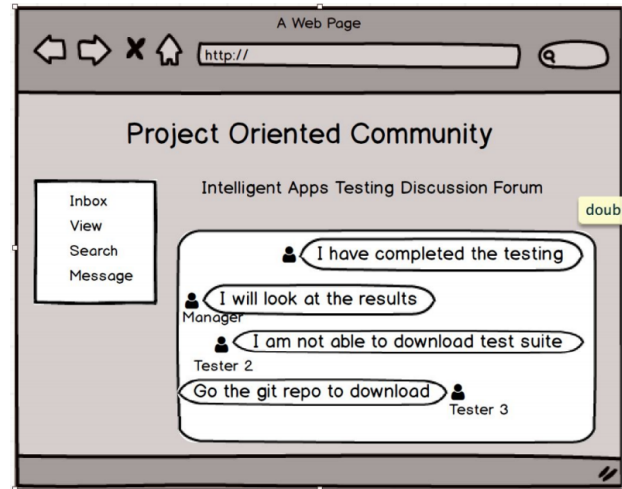 A Web Page
http://
Project Oriented Community
Inbox
View
Search
Message
Intelligent Apps Testing Discussion Forum
doub
I have completed the testing
I will look at the results
Manager
I am not able to download test suite
Tester 2
Go the git repo to download
Tester 3